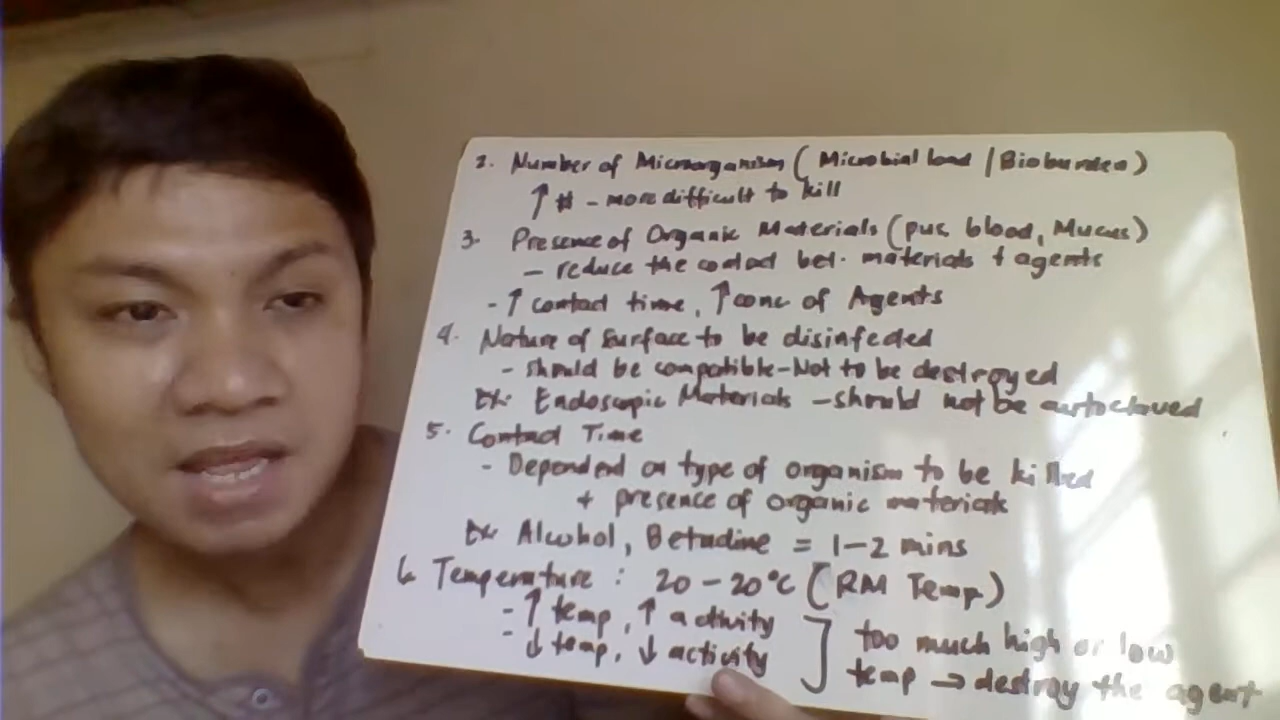 2. Number of Microorganism (Microbial load / Bioburden)
↑ # - more difficult to kill
3. Presence of Organic Materials (pus, blood, Mucus)
- reduce the contact bet. materials + agents
- ↑ contact time, ↑ conc of Agents
4. Nature of surface to be disinfected
- should be compatible - Not to be destroyed
Ex: Endoscopic Materials - should not be autoclaved
5. Contact Time
- Dependent on type of organism to be killed
+ presence of organic materials
Ex: Alcohol, Betadine = 1-2 mins
6. Temperature : 20 - 20°C (RM Temp)
- ↑ temp, ↑ activity
- ↓ temp, ↓ activity
] too much high or low
temp → destroy the agent